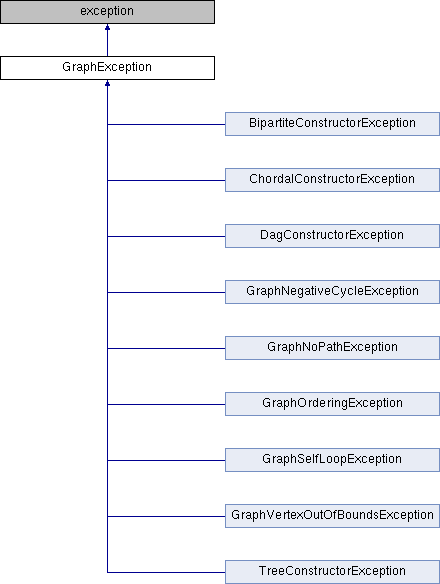 exception
GraphException
BipartiteConstructorException
ChordalConstructorException
DagConstructorException
GraphNegativeCycleException
GraphNoPathException
GraphOrderingException
GraphSelfLoopException
GraphVertexOutOfBoundsException
TreeConstructorException